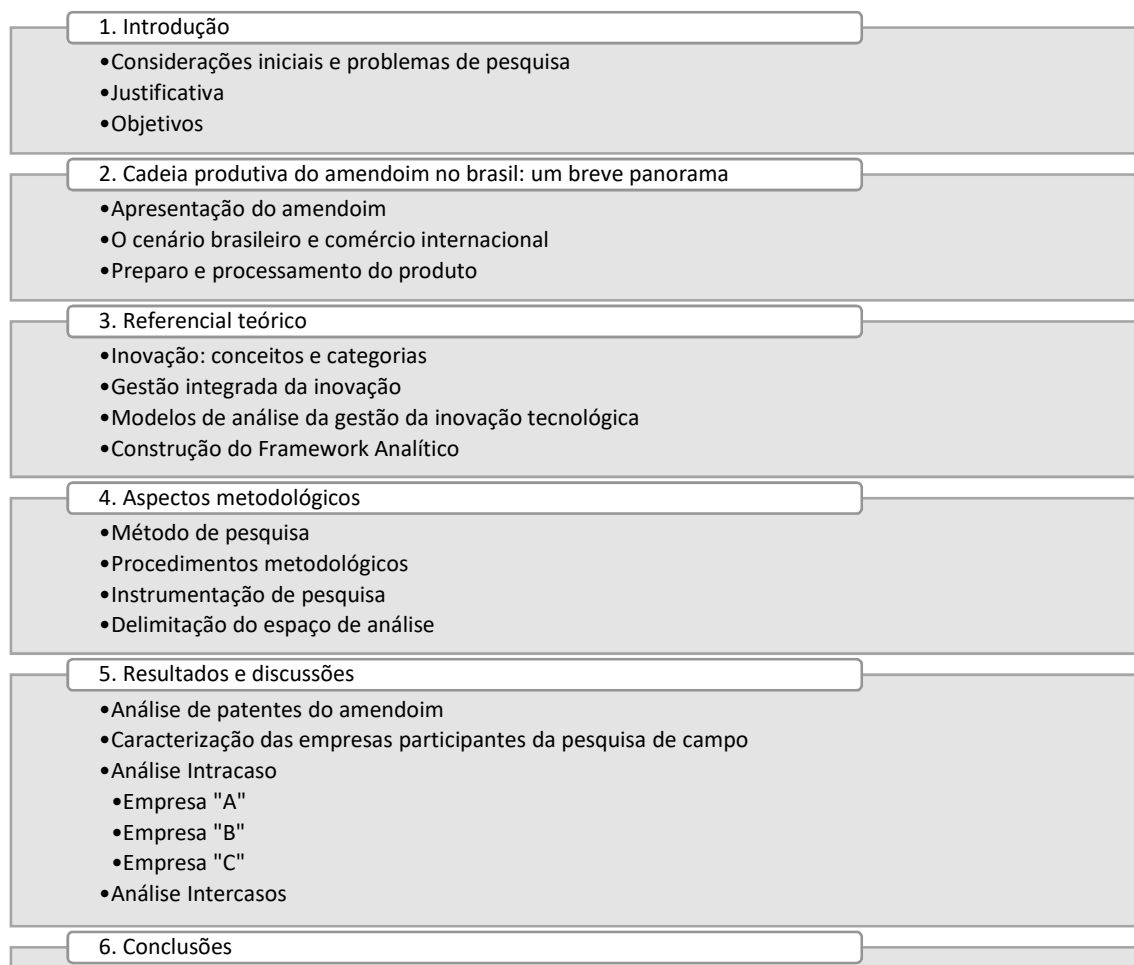 1. Introdução
•Considerações iniciais e problemas de pesquisa
•Justificativa
•Objetivos
2. Cadeia produtiva do amendoim no brasil: um breve panorama
•Apresentação do amendoim
•O cenário brasileiro e comércio internacional
•Preparo e processamento do produto
3. Referencial teórico
•Inovação: conceitos e categorias
•Gestão integrada da inovação
•Modelos de análise da gestão da inovação tecnológica
•Construção do Framework Analítico
4. Aspectos metodológicos
•Método de pesquisa
•Procedimentos metodológicos
•Instrumentação de pesquisa
•Delimitação do espaço de análise
5. Resultados e discussões
•Análise de patentes do amendoim
•Caracterização das empresas participantes da pesquisa de campo
•Análise Intracaso
•Empresa "A"
•Empresa "B"
•Empresa "C"
•Análise Intercasos
6. Conclusões